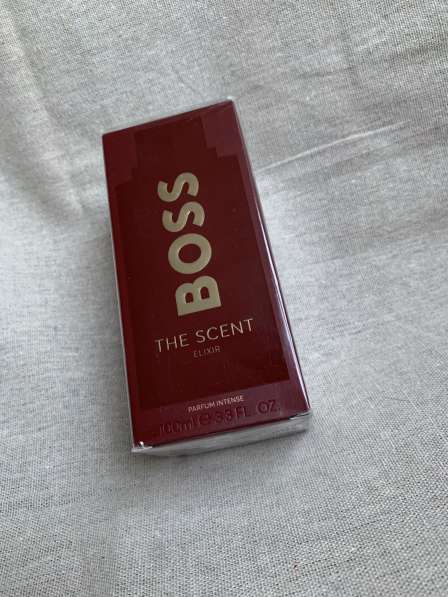 BOSS
THE SCENT
ELIXIR
PARFUM INTENSE
100ml ℮ 3.3 FL. OZ.